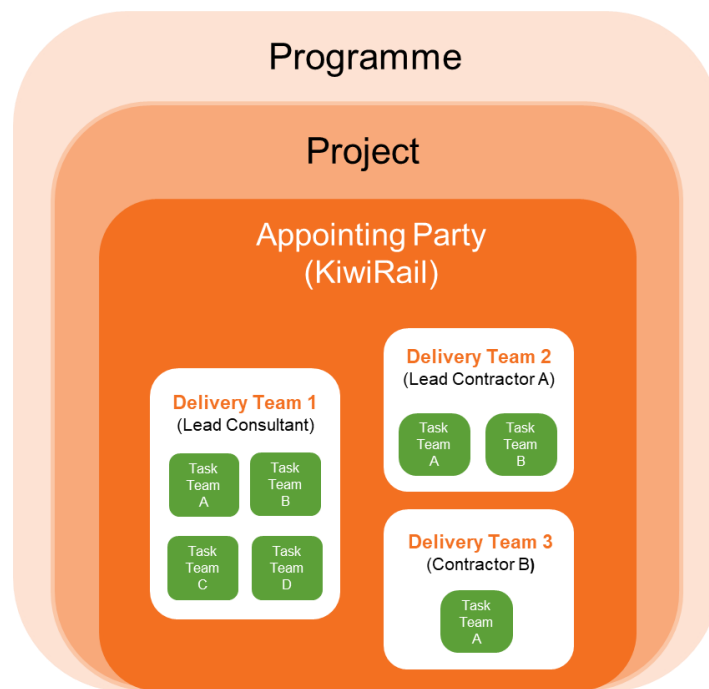 Programme
Project
Appointing Party
(KiwiRail)
Delivery Team 1
(Lead Consultant)
Task
Team
A
Task
Team
B
Task
Team
C
Task
Team
D
Delivery Team 2
(Lead Contractor A)
Task
Team
A
Task
Team
B
Delivery Team 3
(Contractor B)
Task
Team
A